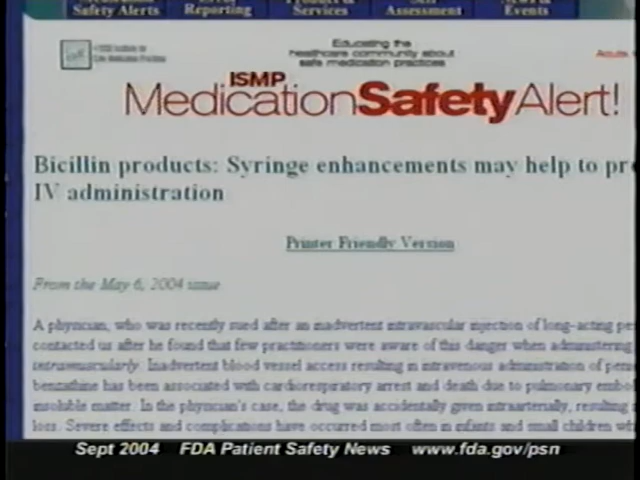 Safety Alerts Reporting Services Assessment Events
Educating the
healthcare community about
safe medication practices
ISMP
MedicationSafetyAlert!
Bicillin products: Syringe enhancements may help to pr
IV administration
Printer Friendly Version
From the May 6, 2004 issue
A physician, who was recently sued after an inadvertent intravascular injection of long-acting pe
contacted us after he found that few practitioners were aware of this danger when administering
intramuscularly. Inadvertent blood vessel access resulting in intravenous administration of peni
benzathine has been associated with cardiorespiratory arrest and death due to pulmonary embo
insoluble matter. In the physician's case, the drug was accidentally given intraarterially, resulting
loss. Severe effects and complications have occurred most often in infants and small children wh
Sept 2004 FDA Patient Safety News www.fda.gov/psn